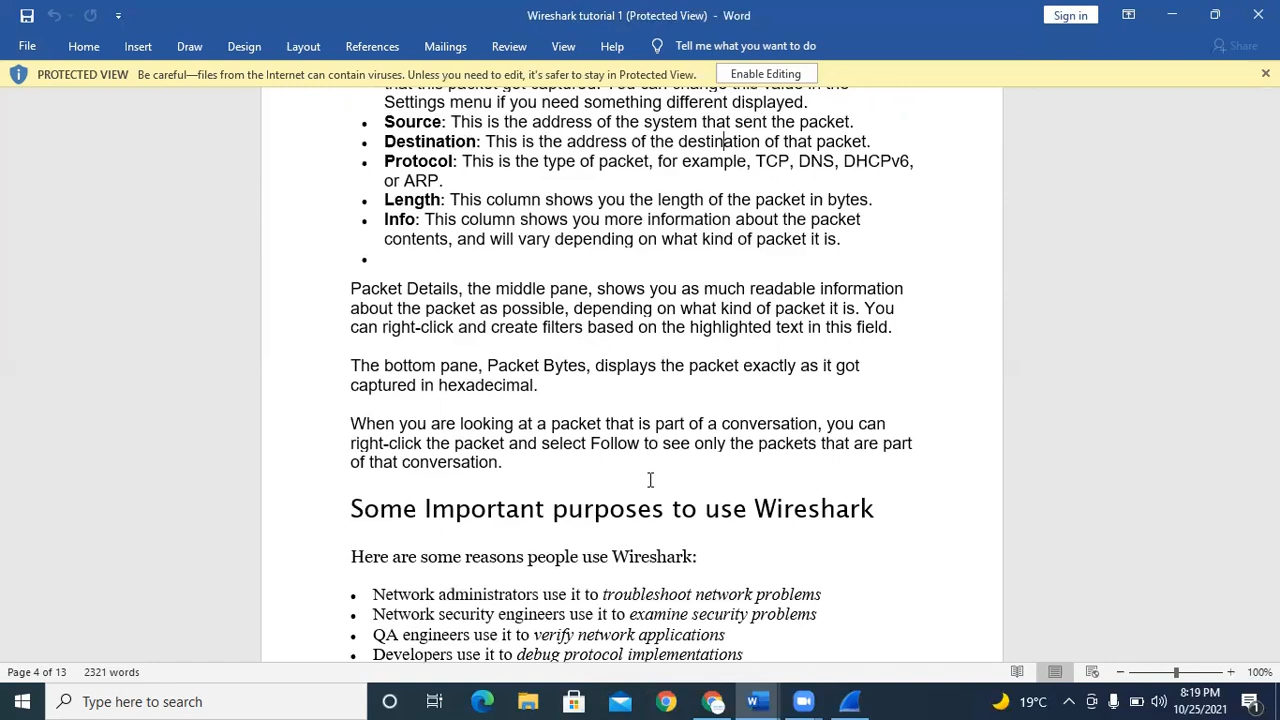 Wireshark tutorial 1 (Protected View) - Word
Sign in
File Home Insert Draw Design Layout References Mailings Review View Help Tell me what you want to do Share
PROTECTED VIEW Be careful—files from the Internet can contain viruses. Unless you need to edit, it's safer to stay in Protected View. Enable Editing
that this packet got captured. You can change this value in the
Settings menu if you need something different displayed.
• Source: This is the address of the system that sent the packet.
• Destination: This is the address of the destination of that packet.
• Protocol: This is the type of packet, for example, TCP, DNS, DHCPv6,
or ARP.
• Length: This column shows you the length of the packet in bytes.
• Info: This column shows you more information about the packet
contents, and will vary depending on what kind of packet it is.
•
Packet Details, the middle pane, shows you as much readable information
about the packet as possible, depending on what kind of packet it is. You
can right-click and create filters based on the highlighted text in this field.
The bottom pane, Packet Bytes, displays the packet exactly as it got
captured in hexadecimal.
When you are looking at a packet that is part of a conversation, you can
right-click the packet and select Follow to see only the packets that are part
of that conversation.
Some Important purposes to use Wireshark
Here are some reasons people use Wireshark:
• Network administrators use it to troubleshoot network problems
• Network security engineers use it to examine security problems
• QA engineers use it to verify network applications
• Developers use it to debug protocol implementations
Page 4 of 13 2321 words 100%
Type here to search
19°C
8:19 PM
10/25/2021